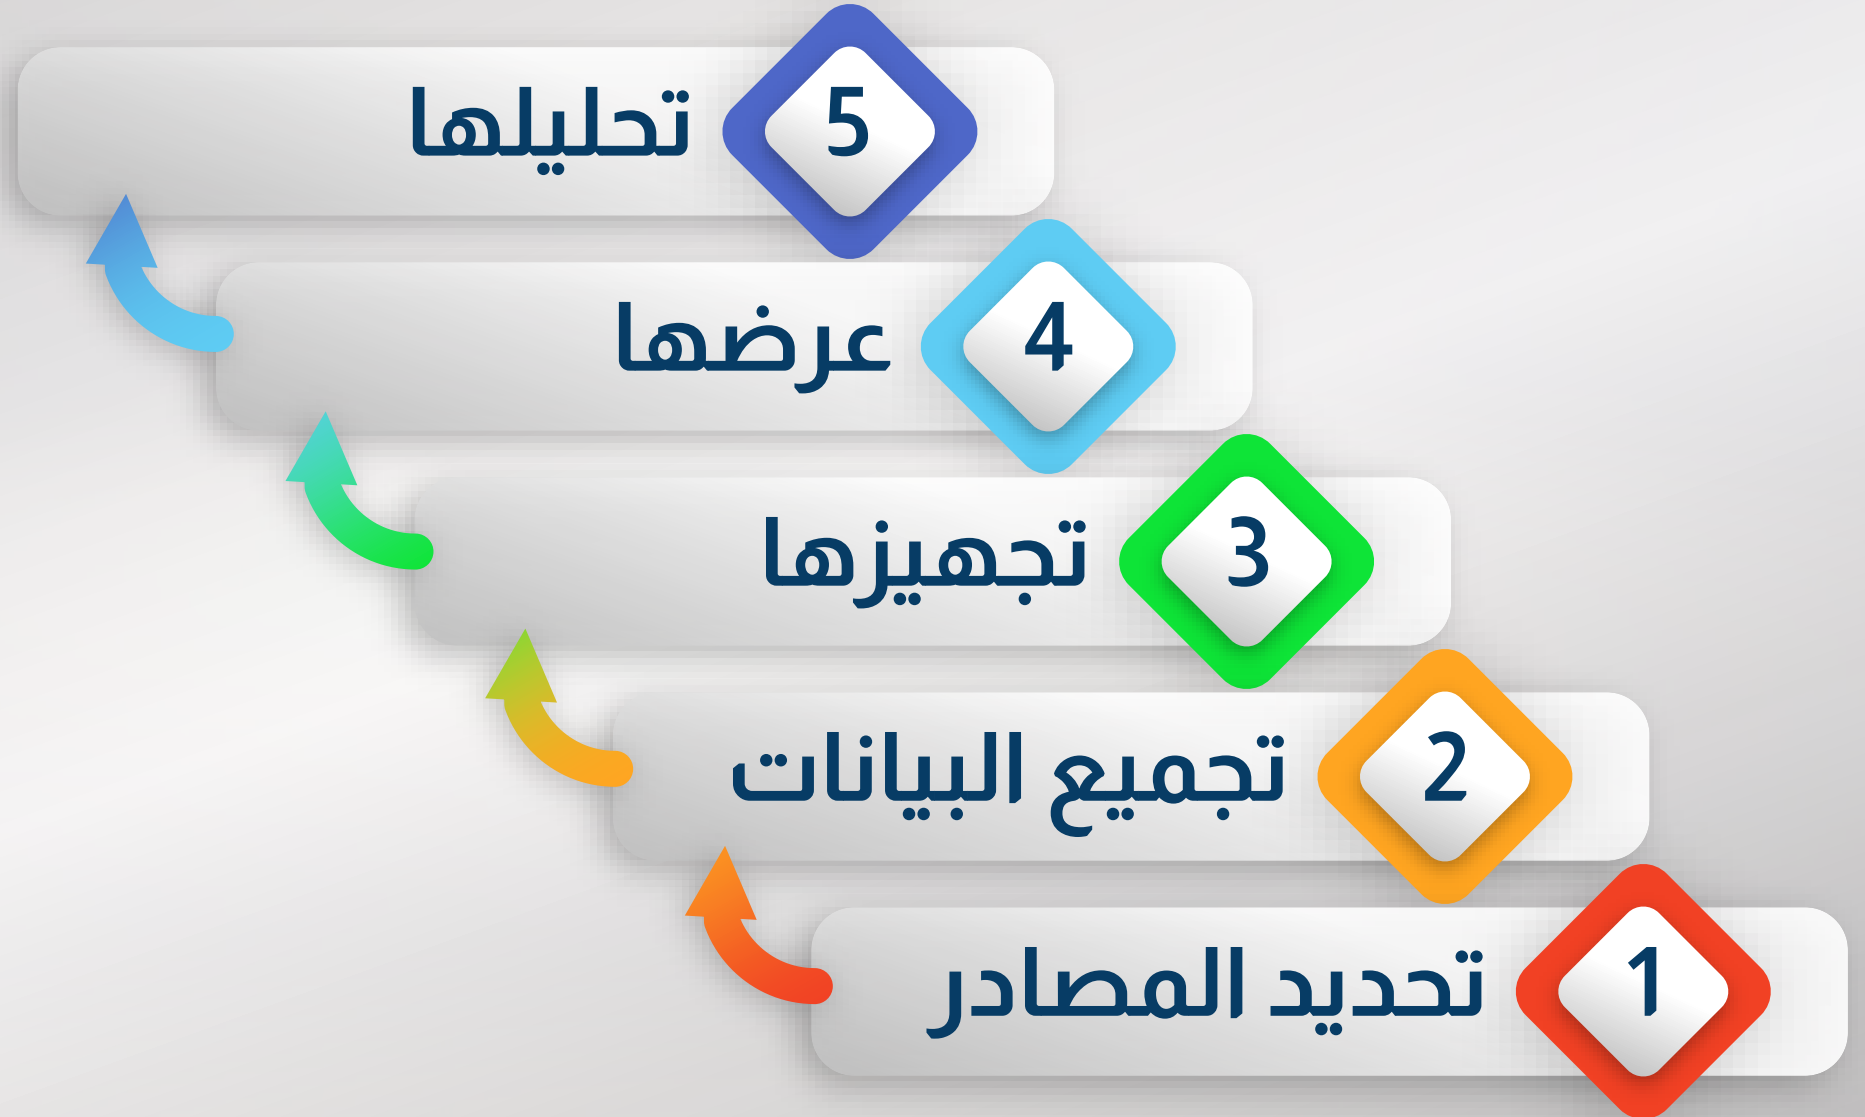 5 تحليلها
4 عرضها
3 تجهيزها
2 تجميع البيانات
1 تحديد المصادر